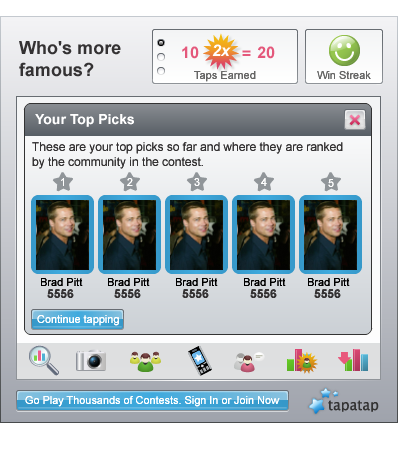 Who's more
famous?
10 2x = 20
Taps Earned
Win Streak
Your Top Picks
These are your top picks so far and where they are ranked
by the community in the contest.
1 2 3 4 5
Brad Pitt Brad Pitt Brad Pitt Brad Pitt Brad Pitt
5556 5556 5556 5556 5556
Continue tapping
Go Play Thousands of Contests. Sign In or Join Now
tapatap